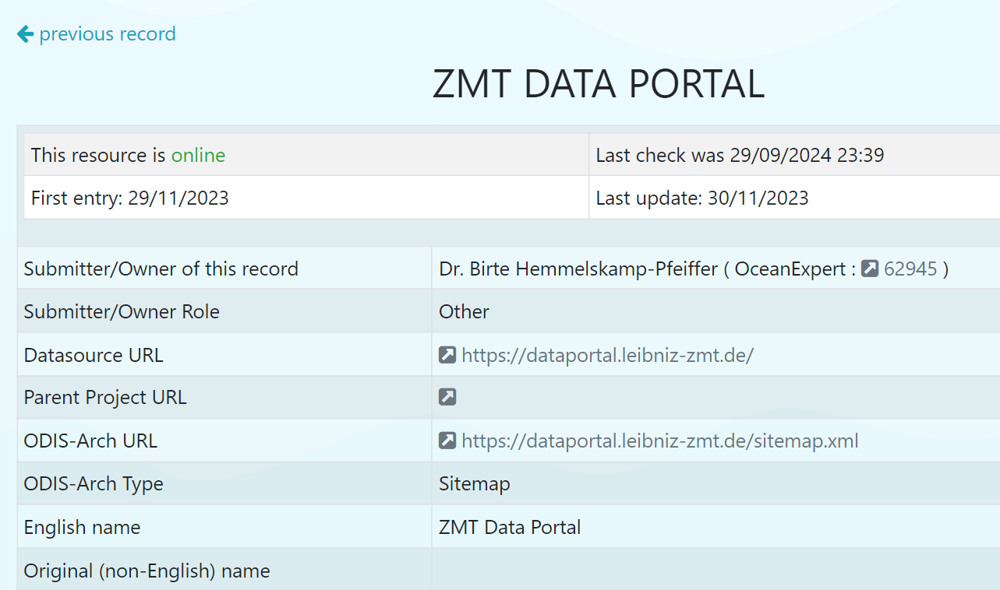 previous record
ZMT DATA PORTAL
This resource is online
Last check was 29/09/2024 23:39
First entry: 29/11/2023
Last update: 30/11/2023
Submitter/Owner of this record
Dr. Birte Hemmelskamp-Pfeiffer ( OceanExpert : 62945 )
Submitter/Owner Role
Other
Datasource URL
https://dataportal.leibniz-zmt.de/
Parent Project URL
ODIS-Arch URL
https://dataportal.leibniz-zmt.de/sitemap.xml
ODIS-Arch Type
Sitemap
English name
ZMT Data Portal
Original (non-English) name